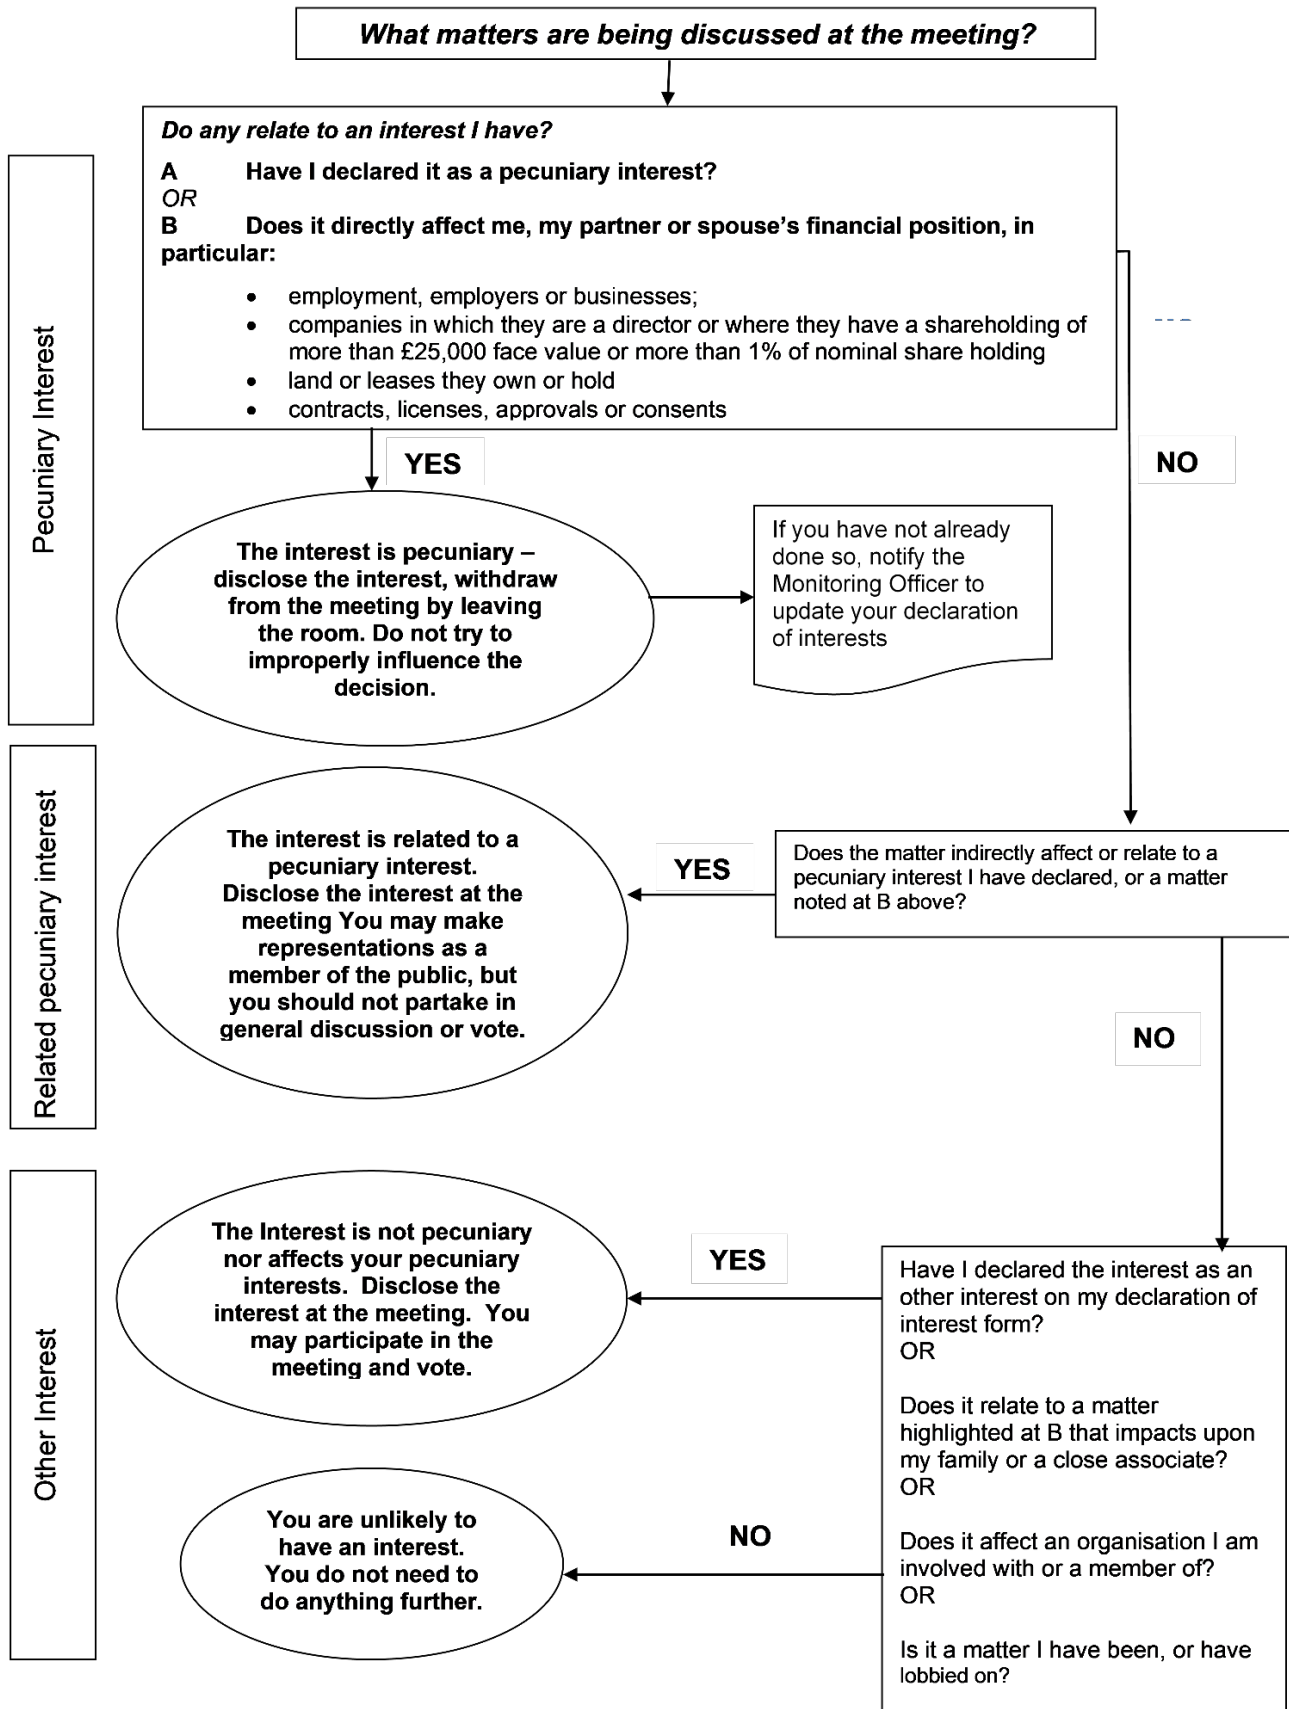 What matters are being discussed at the meeting?
Do any relate to an interest I have?
A Have I declared it as a pecuniary interest?
OR
B Does it directly affect me, my partner or spouse's financial position, in
particular:
• employment, employers or businesses;
• companies in which they are a director or where they have a shareholding of
more than £25,000 face value or more than 1% of nominal share holding
• land or leases they own or hold
• contracts, licenses, approvals or consents
Pecuniary Interest
YES
NO
The interest is pecuniary –
disclose the interest, withdraw
from the meeting by leaving
the room. Do not try to
improperly influence the
decision.
If you have not already
done so, notify the
Monitoring Officer to
update your declaration
of interests
Related pecuniary interest
The interest is related to a
pecuniary interest.
Disclose the interest at the
meeting You may make
representations as a
member of the public, but
you should not partake in
general discussion or vote.
YES
Does the matter indirectly affect or relate to a
pecuniary interest I have declared, or a matter
noted at B above?
NO
Other Interest
The Interest is not pecuniary
nor affects your pecuniary
interests. Disclose the
interest at the meeting. You
may participate in the
meeting and vote.
YES
Have I declared the interest as an
other interest on my declaration of
interest form?
OR
Does it relate to a matter
highlighted at B that impacts upon
my family or a close associate?
OR
Does it affect an organisation I am
involved with or a member of?
OR
Is it a matter I have been, or have
lobbied on?
NO
You are unlikely to
have an interest.
You do not need to
do anything further.